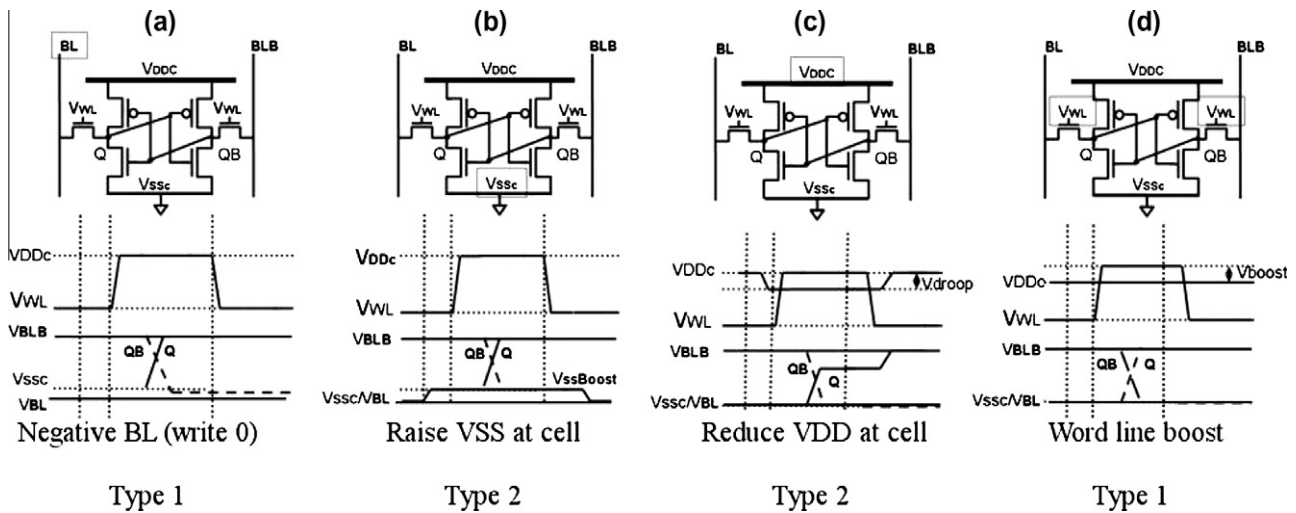 (a) (b) (c) (d)
BL BLB BL BLB BL BLB BL BLB
VDDC VDDC VDDC VDDC
VWL VWL VWL VWL VWL VWL VWL VWL
Q QB Q QB Q QB Q QB
VSSc VSSc VSSc VSSc
VDDc
VWL
VBLB
QB Q
VSSC
VBL
Negative BL (write 0)
Type 1
VDDc
VWL
VBLB
QB Q
VssBoost
VSSC/VBL
Raise VSS at cell
Type 2
VDDc
Vdroop
VWL
VBLB
QB Q
VSSC/VBL
Reduce VDD at cell
Type 2
VDDc
Vboost
VWL
VBLB
QB Q
VSSC/VBL
Word line boost
Type 1